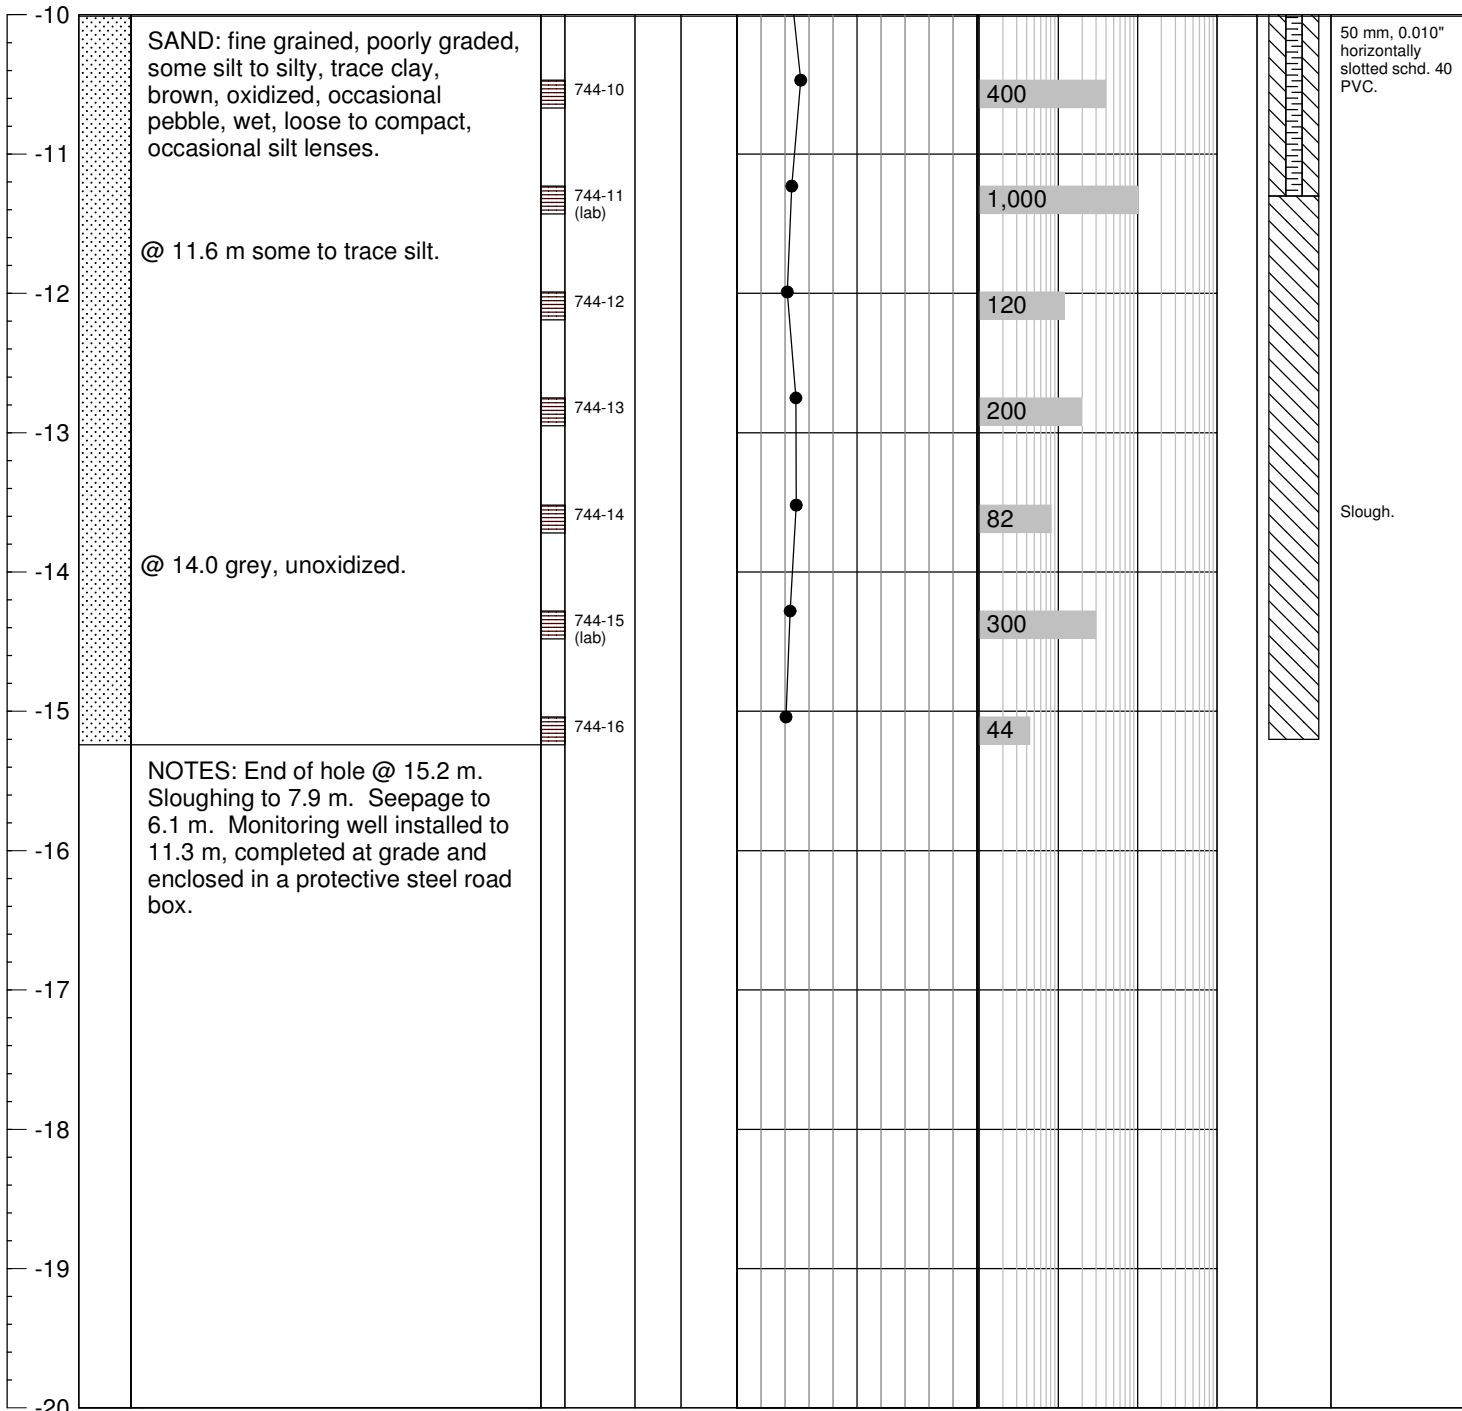 -10
SAND: fine grained, poorly graded,
some silt to silty, trace clay,
brown, oxidized, occasional
pebble, wet, loose to compact,
occasional silt lenses.
744-10
400
50 mm, 0.010"
horizontally
slotted schd. 40
PVC.
-11
744-11
(lab)
1,000
@ 11.6 m some to trace silt.
-12
744-12
120
744-13
200
-13
744-14
82
Slough.
@ 14.0 grey, unoxidized.
-14
744-15
(lab)
300
-15
744-16
44
NOTES: End of hole @ 15.2 m.
Sloughing to 7.9 m.  Seepage to
6.1 m.  Monitoring well installed to
11.3 m, completed at grade and
enclosed in a protective steel road
box.
-16
-17
-18
-19
-20